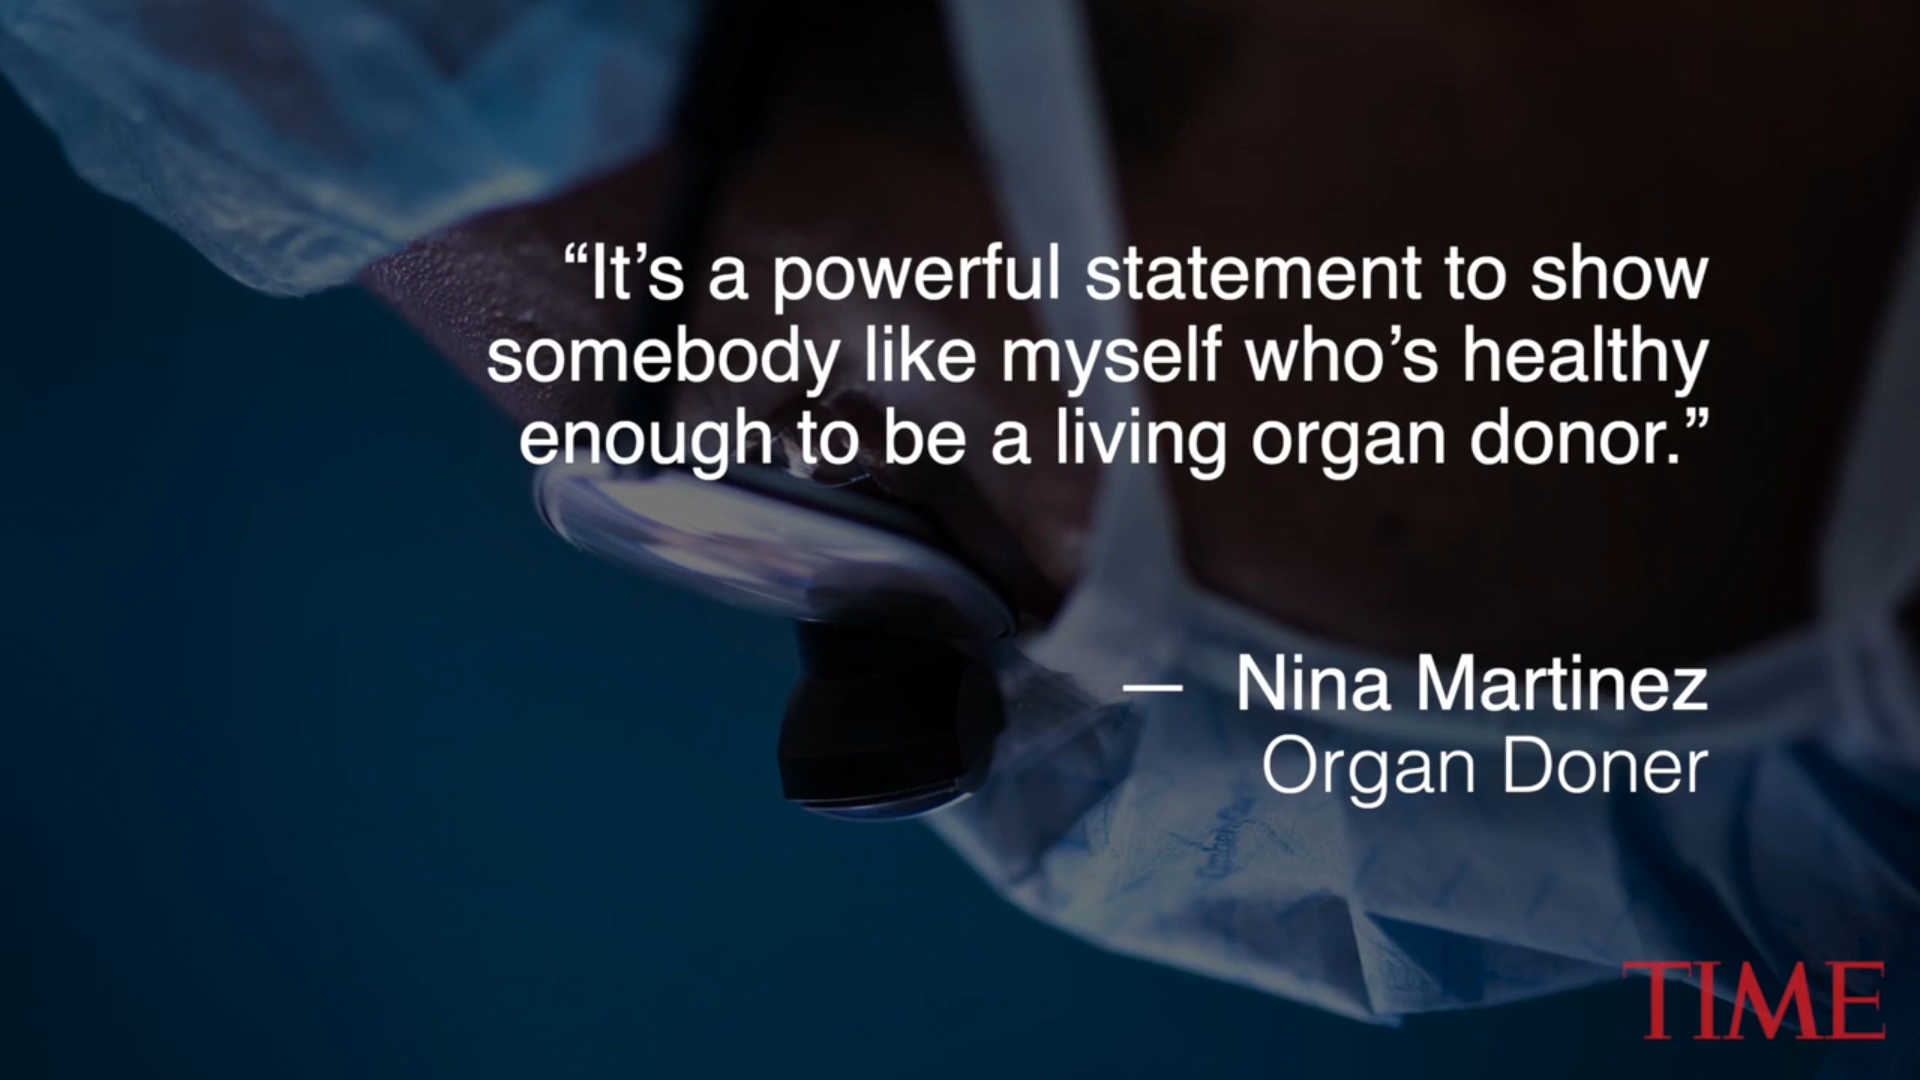 “It’s a powerful statement to show
somebody like myself who’s healthy
enough to be a living organ donor.”
— Nina Martinez
Organ Doner
TIME